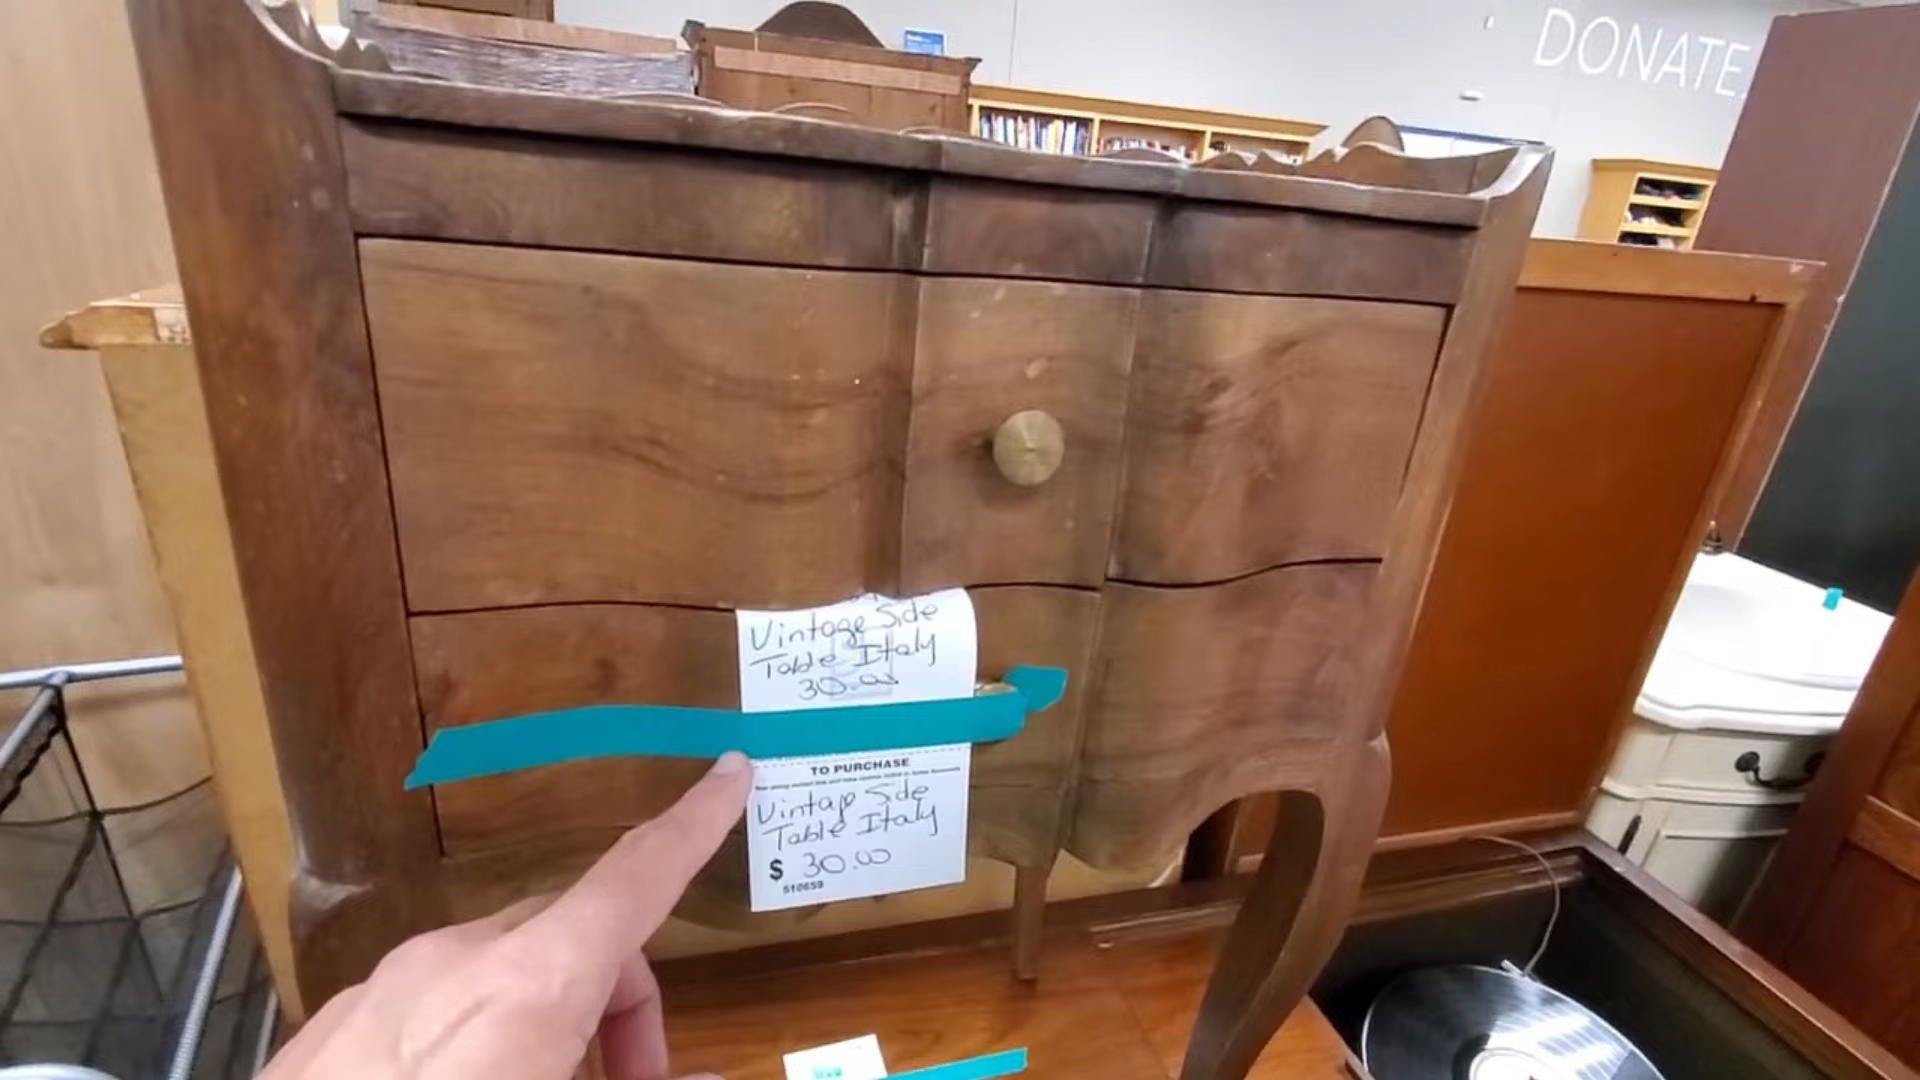 DONATE
Vintage Side
Table Italy
30.00
TO PURCHASE
Vintage Side
Table Italy
$ 30.00
510659